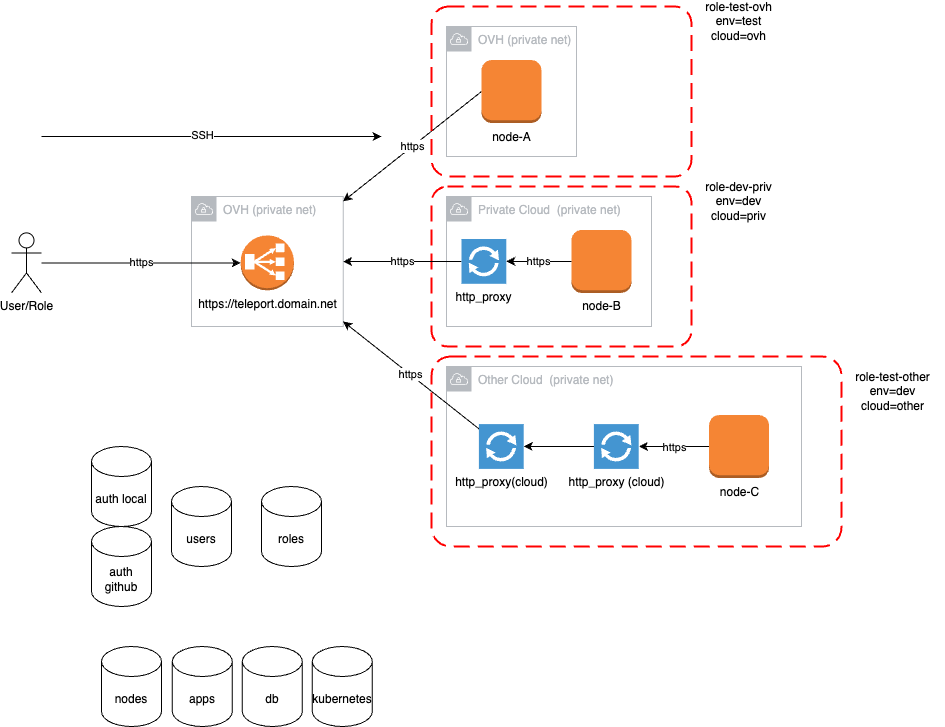 role-test-ovh
env=test
cloud=ovh
OVH (private net)
node-A
SSH
https
role-dev-priv
env=dev
cloud=priv
OVH (private net)
Private Cloud  (private net)
User/Role
https
https://teleport.domain.net
https
http_proxy
https
node-B
https
role-test-other
env=dev
cloud=other
Other Cloud  (private net)
http_proxy(cloud)
http_proxy (cloud)
https
node-C
auth local
auth
github
users
roles
nodes
apps
db
kubernetes